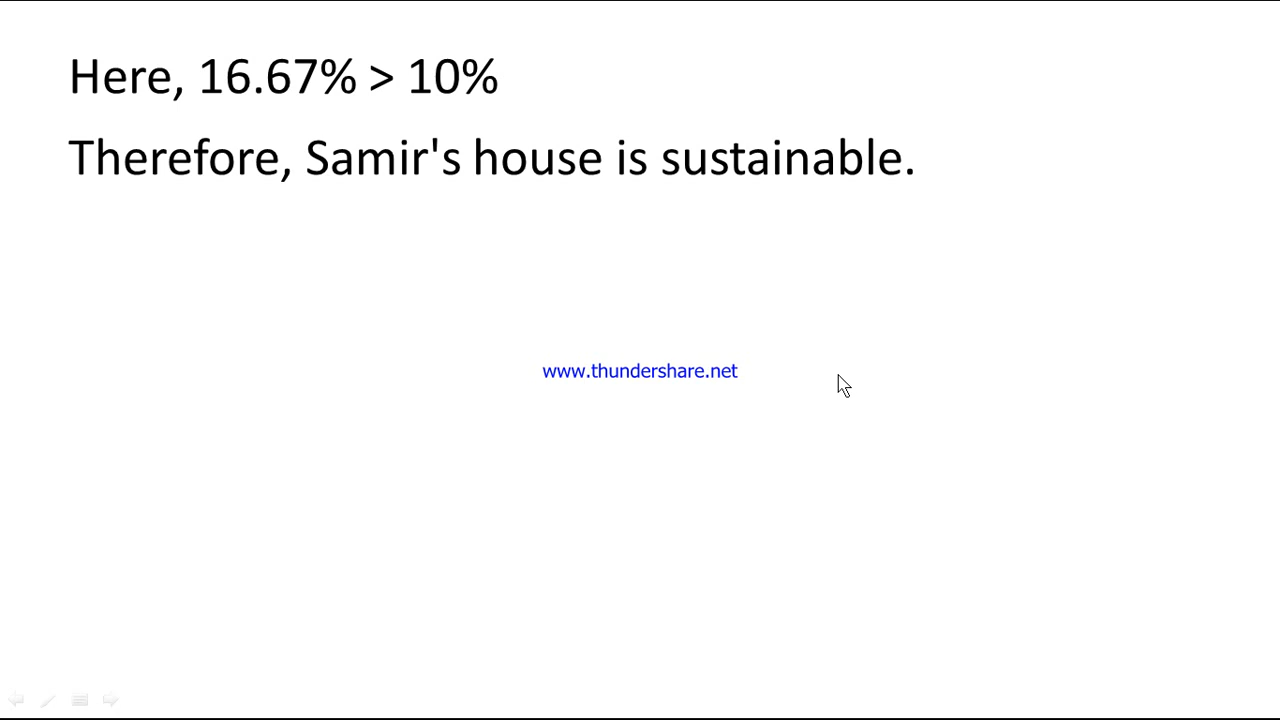 Here, 16.67% > 10%
Therefore, Samir's house is sustainable.
www.thundershare.net